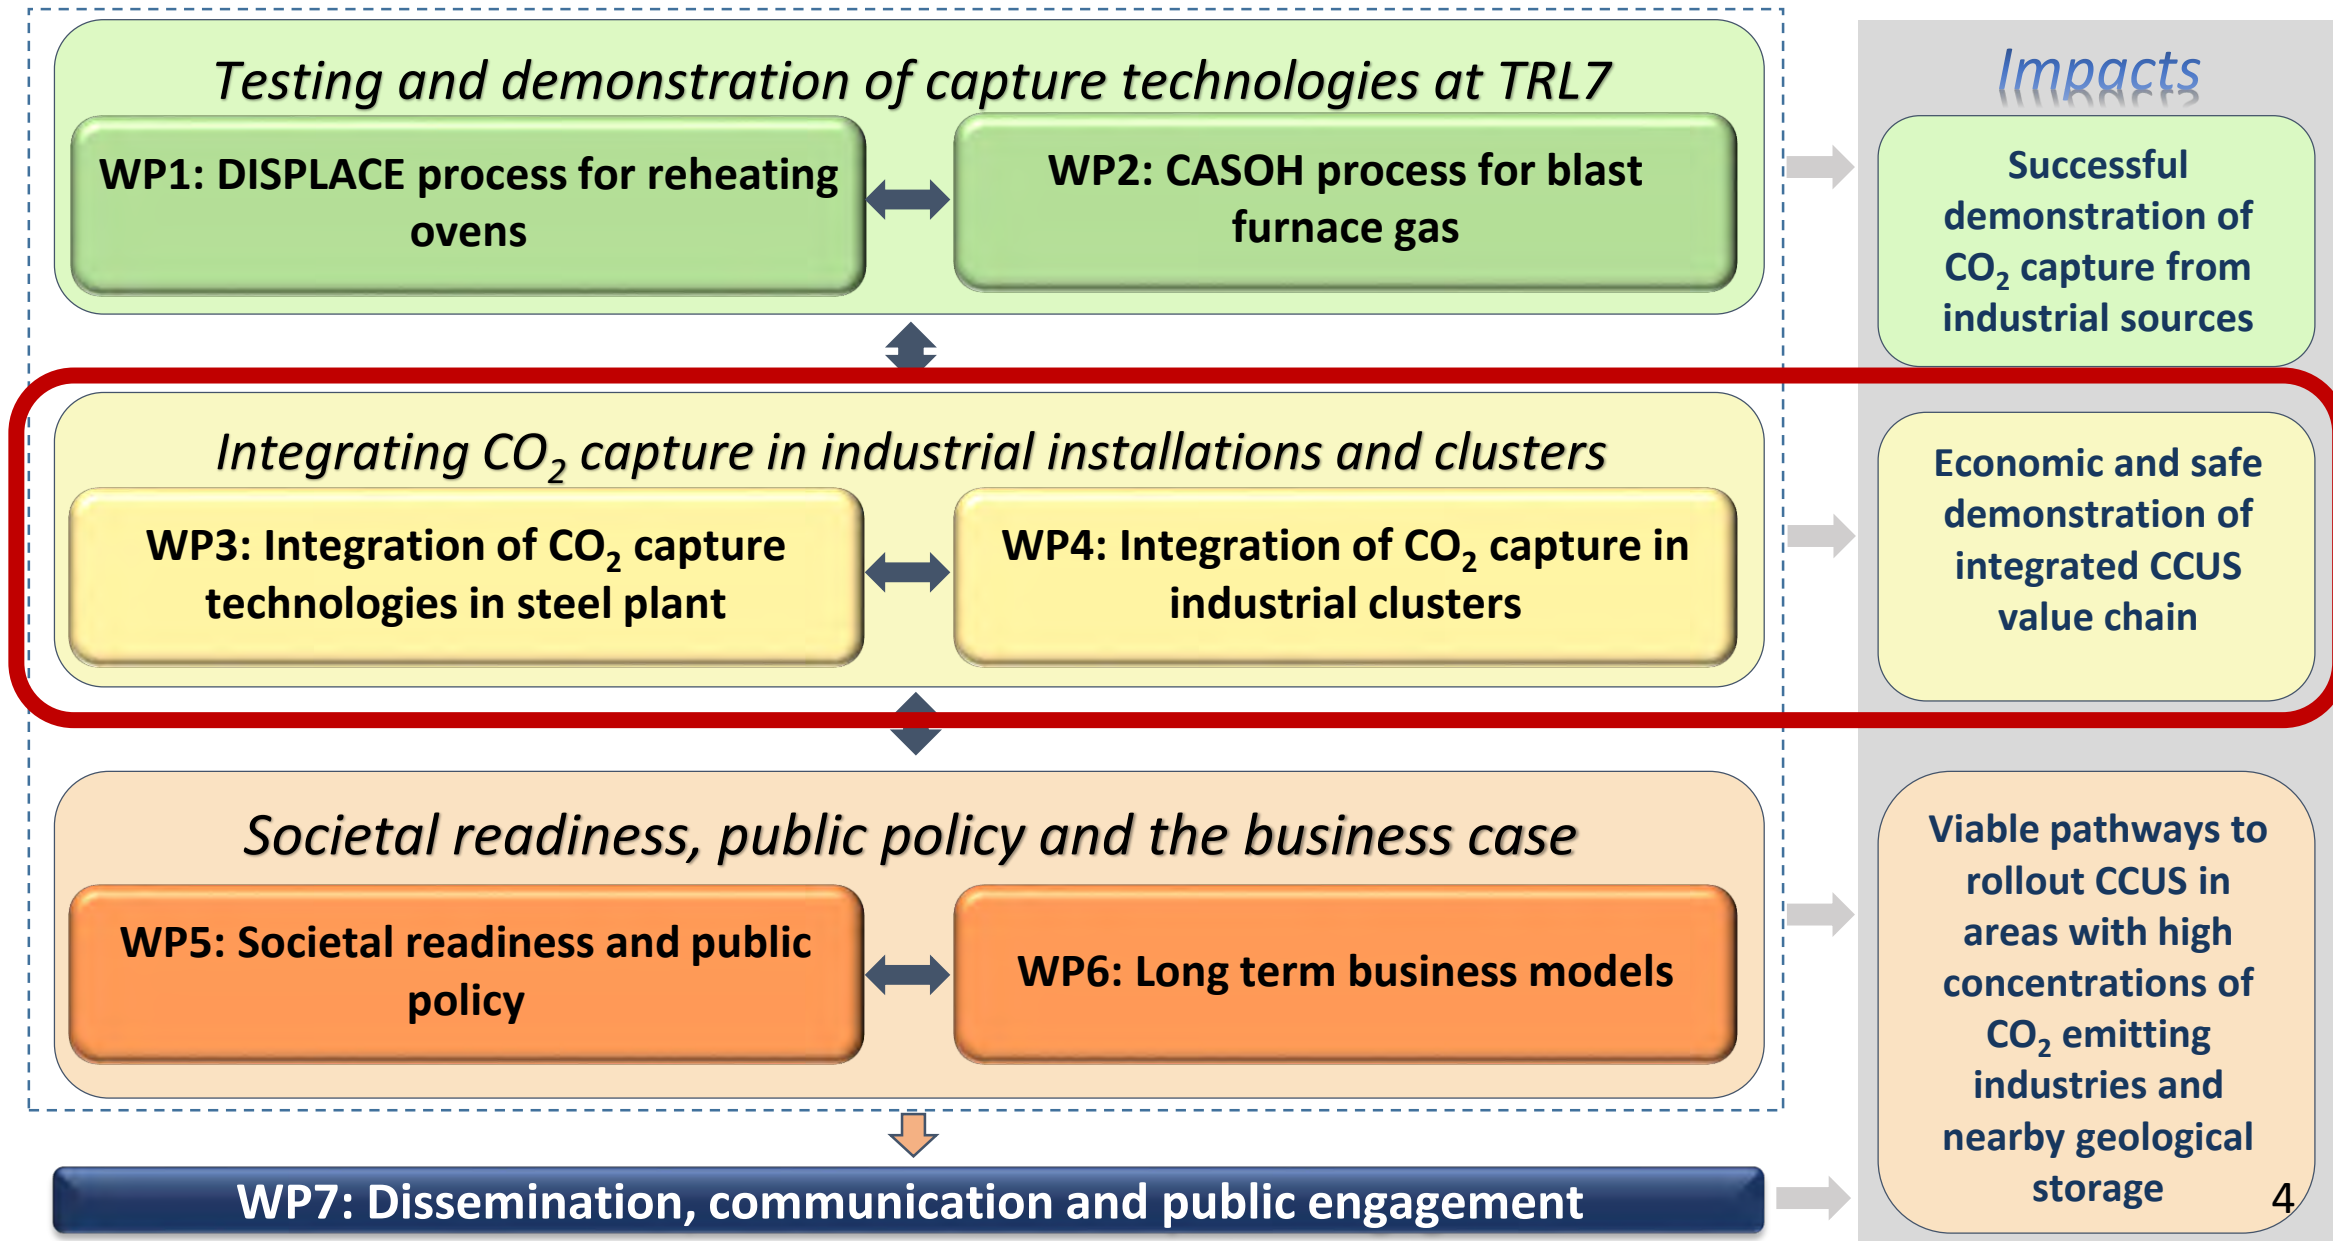 Testing and demonstration of capture technologies at TRL7
WP1: DISPLACE process for reheating
ovens
WP2: CASOH process for blast
furnace gas
Impacts
Successful
demonstration of
CO₂ capture from
industrial sources
Integrating CO₂ capture in industrial installations and clusters
WP3: Integration of CO₂ capture
technologies in steel plant
WP4: Integration of CO₂ capture in
industrial clusters
Economic and safe
demonstration of
integrated CCUS
value chain
Societal readiness, public policy and the business case
WP5: Societal readiness and public
policy
WP6: Long term business models
Viable pathways to
rollout CCUS in
areas with high
concentrations of
CO₂ emitting
industries and
nearby geological
storage
WP7: Dissemination, communication and public engagement
4